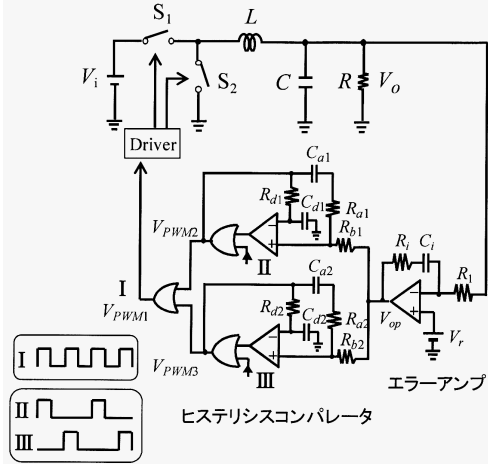 S1
L
Vi
S2
C
R
Vo
Driver
Ca1
Rd1
Cd1
Ra1
VPWM2
Rb1
II
Ri
Ci
R1
I
VPWM1
Ca2
Rd2
Cd2
Ra2
Vop
Vr
VPWM3
Rb2
III
エラーアンプ
ヒステリシスコンパレータ
I
II
III